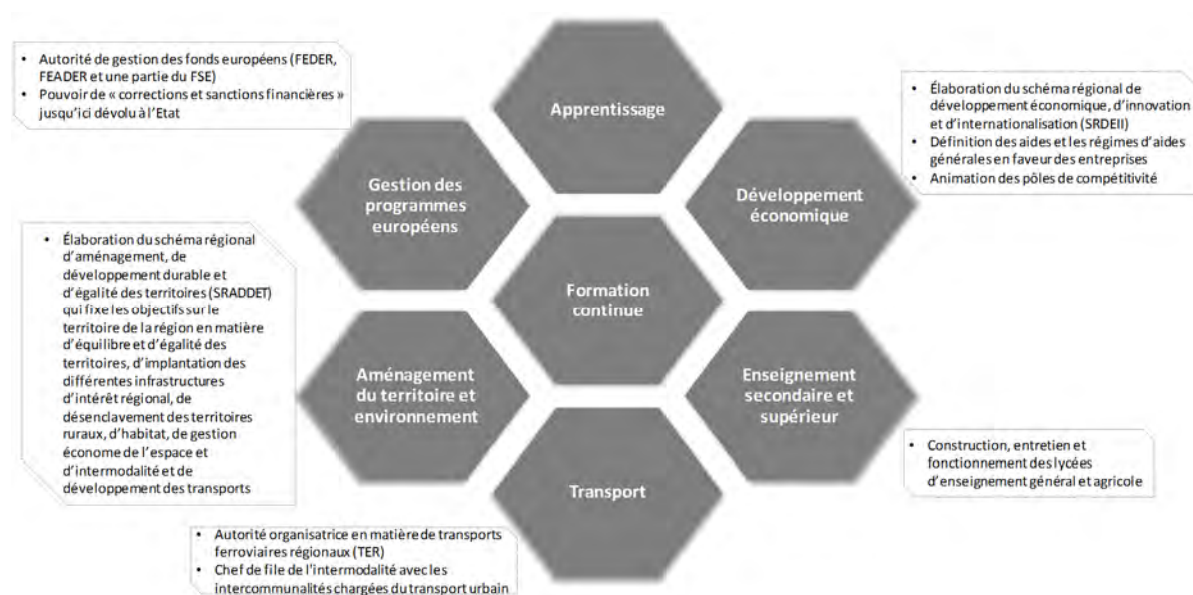 • Autorité de gestion des fonds européens (FEDER,
FEADER et une partie du FSE)
• Pouvoir de « corrections et sanctions financières »
jusqu'ici dévolu à l'Etat
Apprentissage
• Élaboration du schéma régional de
développement économique, d'innovation
et d'internationalisation (SRDEII)
• Définition des aides et les régimes d'aides
générales en faveur des entreprises
• Animation des pôles de compétitivité
Gestion des
programmes
européens
Développement
économique
• Élaboration du schéma régional
d'aménagement, de
développement durable et
d'égalité des territoires (SRADDET)
qui fixe les objectifs sur le
territoire de la région en matière
d'équilibre et d'égalité des
territoires, d'implantation des
différentes infrastructures
d'intérêt régional, de
désenclavement des territoires
ruraux, d'habitat, de gestion
économe de l'espace et
d'intermodalité et de
développement des transports
Formation
continue
Aménagement
du territoire et
environnement
Enseignement
secondaire et
supérieur
• Construction, entretien et
fonctionnement des lycées
d'enseignement général et agricole
Transport
• Autorité organisatrice en matière de transports
ferroviaires régionaux (TER)
• Chef de file de l'intermodalité avec les
intercommunalités chargées du transport urbain